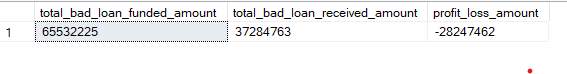 total_bad_loan_funded_amount total_bad_loan_received_amount profit_loss_amount
1 65532225 37284763 -28247462